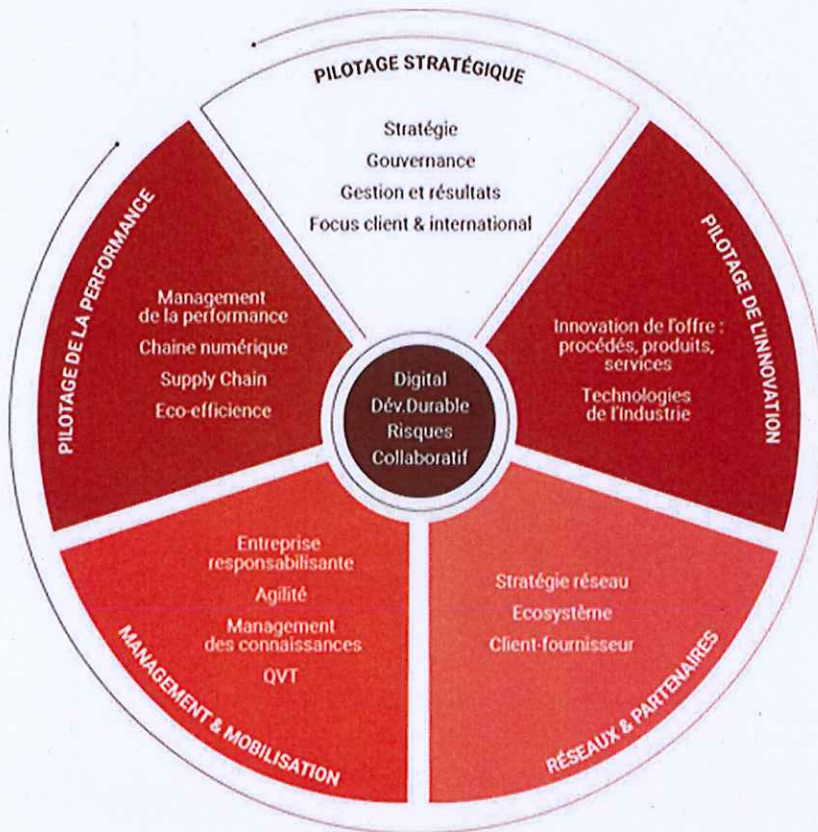 PILOTAGE STRATÉGIQUE
Stratégie
Gouvernance
Gestion et résultats
Focus client & international
PILOTAGE DE L'INNOVATION
Innovation de l'offre :
procédés, produits,
services
Technologies
de l'Industrie
RÉSEAUX & PARTENAIRES
Stratégie réseau
Ecosystème
Client-fournisseur
MANAGEMENT & MOBILISATION
Entreprise
responsabilisante
Agilité
Management
des connaissances
QVT
PILOTAGE DE LA PERFORMANCE
Management
de la performance
Chaine numérique
Supply Chain
Eco-efficience
Digital
Dév.Durable
Risques
Collaboratif